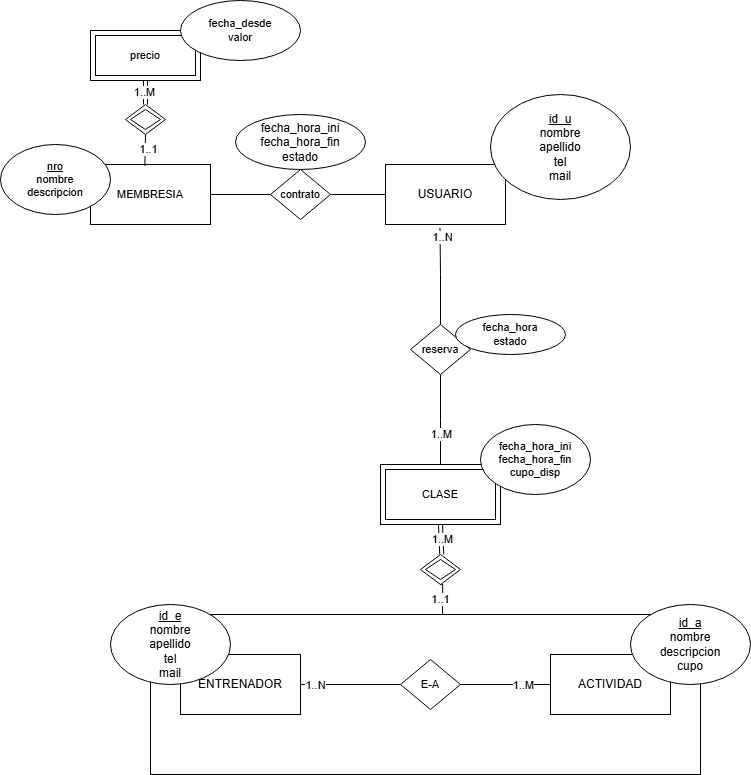 fecha_desde
valor
precio
1..M
1..1
nro
nombre
descripcion
MEMBRESIA
fecha_hora_ini
fecha_hora_fin
estado
contrato
USUARIO
id_u
nombre
apellido
tel
mail
1..N
reserva
fecha_hora
estado
1..M
fecha_hora_ini
fecha_hora_fin
cupo_disp
CLASE
1..M
1..1
id_e
nombre
apellido
tel
mail
ENTRENADOR
1..N
E-A
1..M
ACTIVIDAD
id_a
nombre
descripcion
cupo